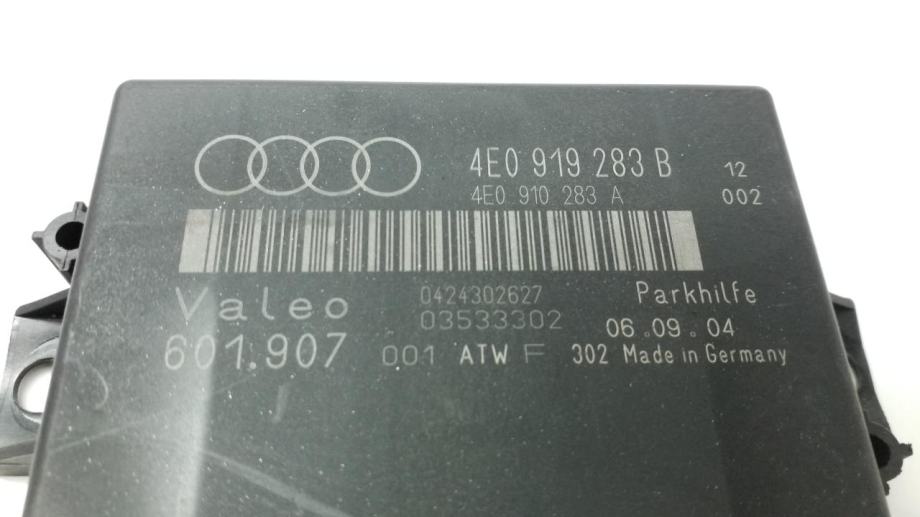 4E0 919 283 B 12
4E0 910 283 A 002
Valeo 0424302627 Parkhilfe
03533302 06.09.04
601.907 001 ATW F 302 Made in Germany